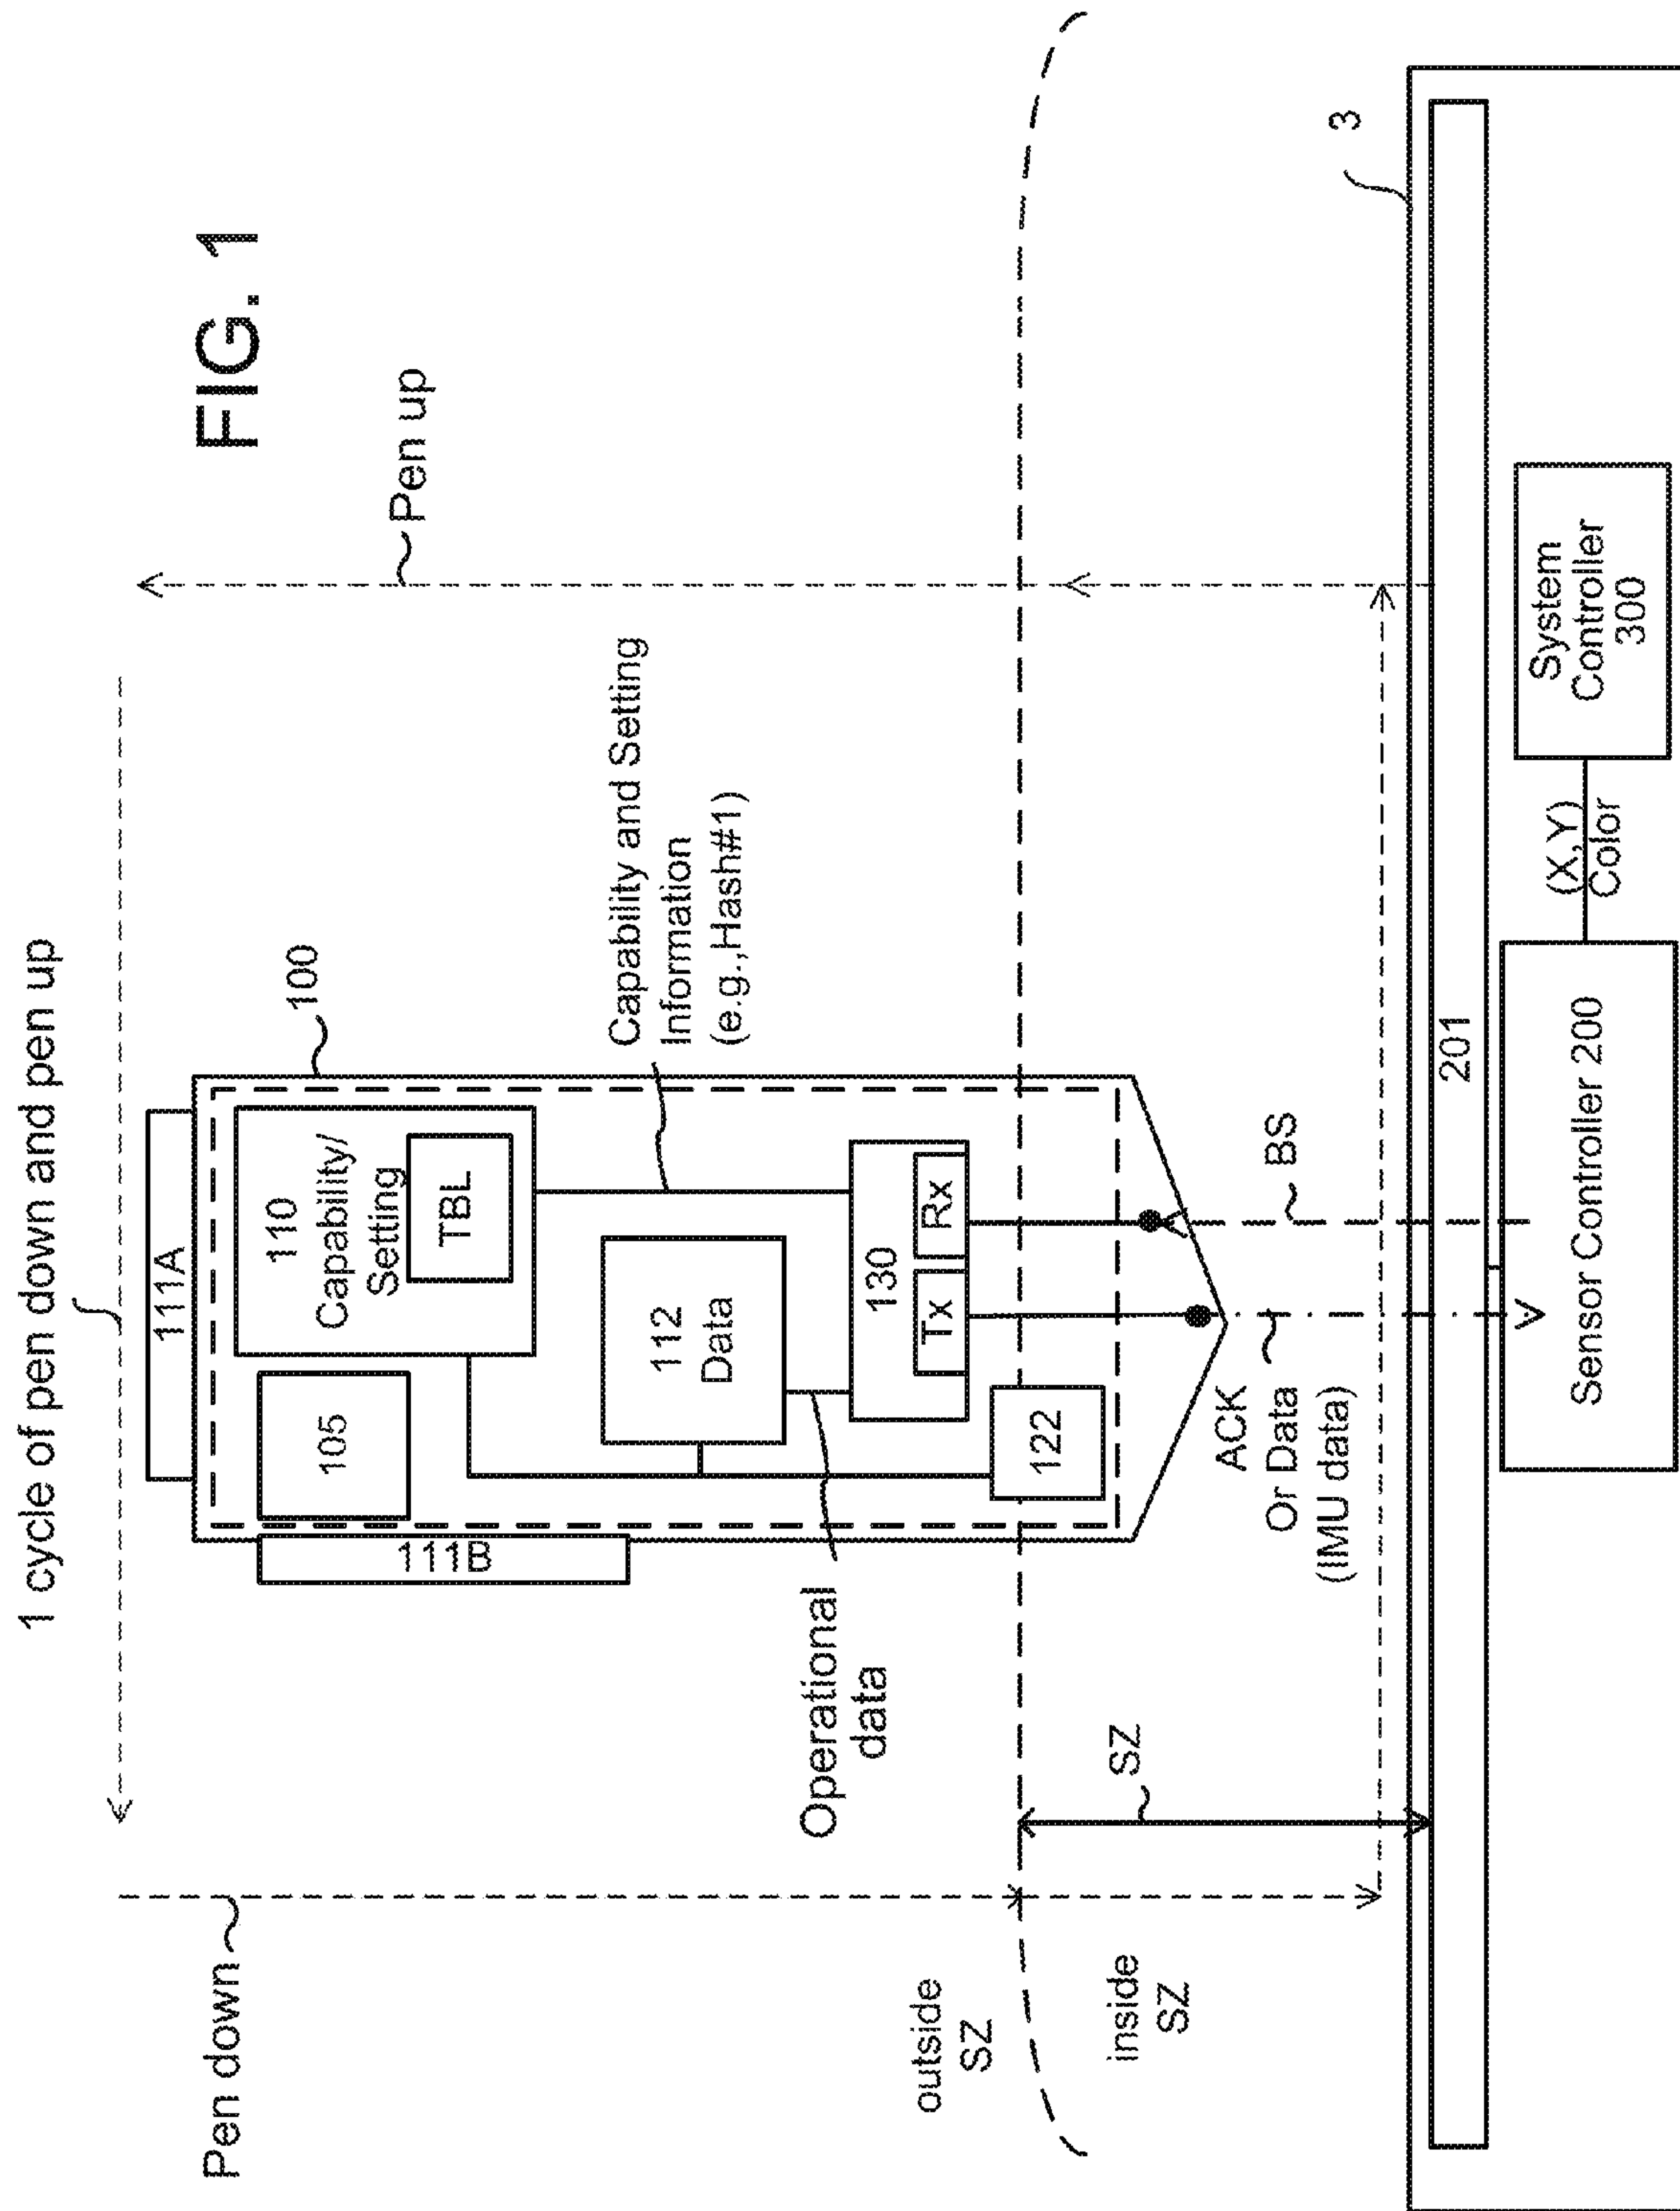 1 cycle of pen down and pen up
FIG. 1
Pen down
Pen up
111A
100
105
110
Capability/
Setting
TBL
111B
Capability and Setting
Information
(e.g.,Hash#1)
112
Data
Operational
data
130
Tx
Rx
122
outside
SZ
inside
SZ
SZ
ACK
Or Data
(IMU data)
BS
3
201
Sensor Controller 200
(X,Y)
Color
System
Controller
300